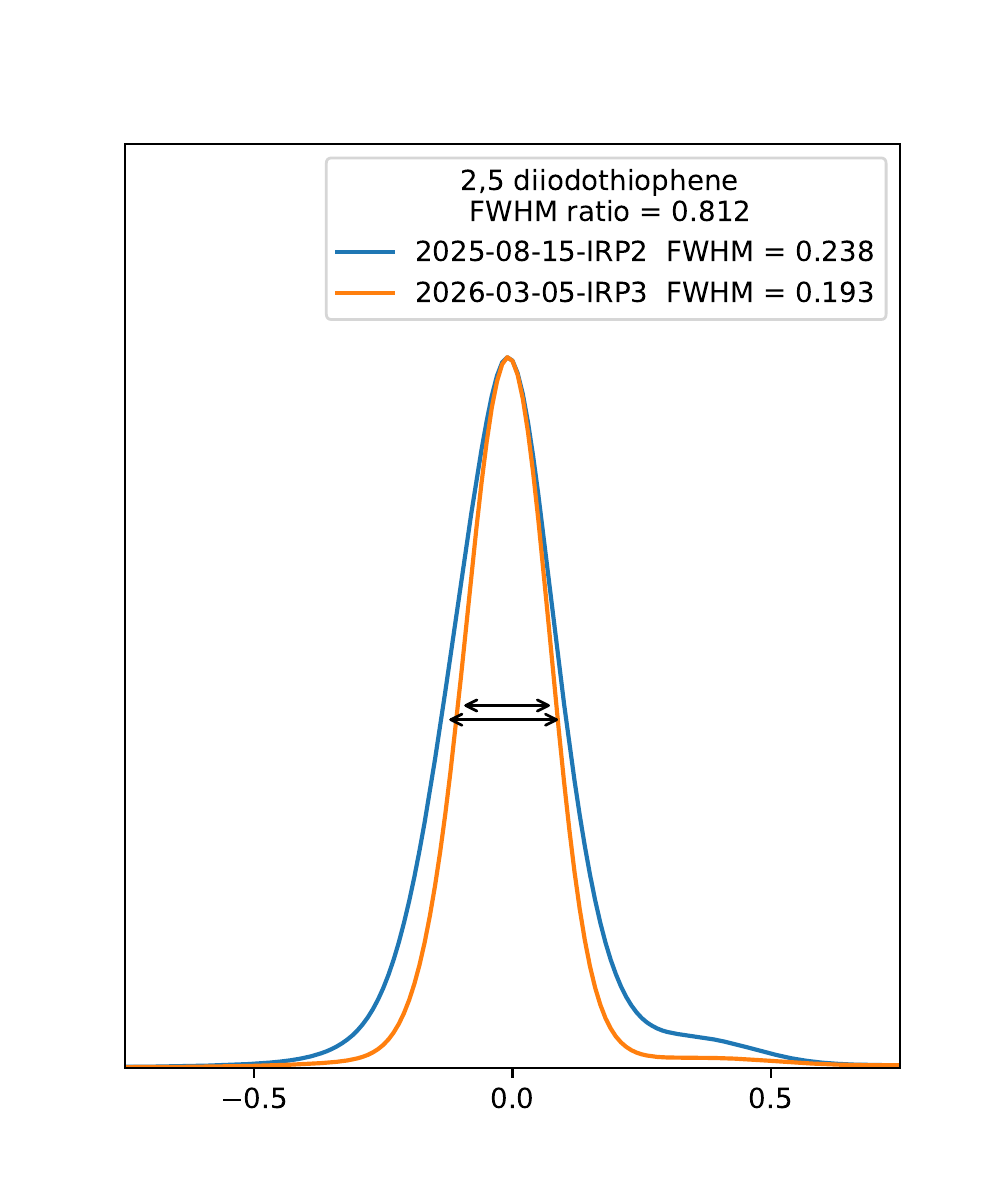 2,5 diiodothiophene
FWHM ratio = 0.812
2025-08-15-IRP2 FWHM = 0.238
2026-03-05-IRP3 FWHM = 0.193
−0.5 0.0 0.5